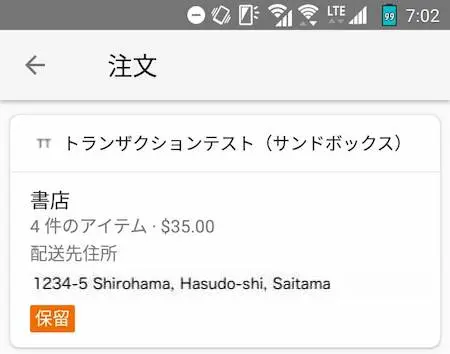 LTE 99 7:02
注文
TT トランザクションテスト（サンドボックス）
書店
4 件のアイテム · $35.00
配送先住所
1234-5 Shirohama, Hasudo-shi, Saitama
保留